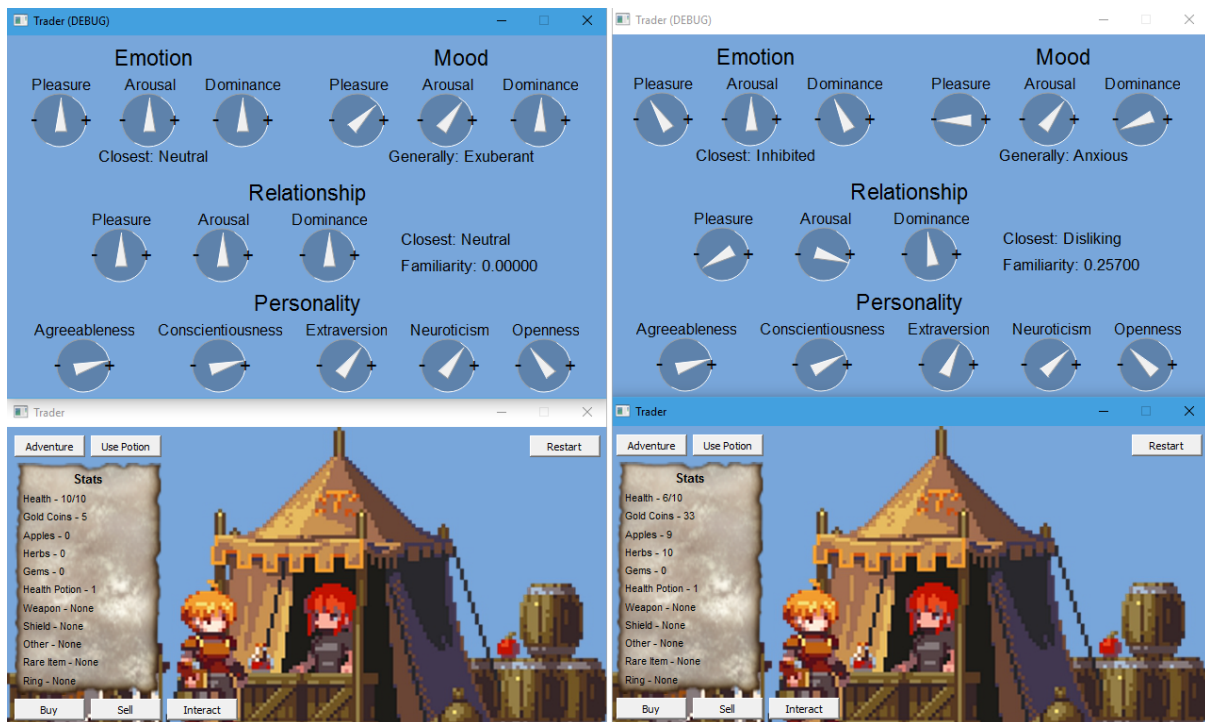 Trader (DEBUG)
Emotion Mood
Pleasure Arousal Dominance Pleasure Arousal Dominance
- + - + - + - + - + - +
Closest: Neutral Generally: Exuberant
Relationship
Pleasure Arousal Dominance
- + - + - +
Closest: Neutral
Familiarity: 0.00000
Personality
Agreeableness Conscientiousness Extraversion Neuroticism Openness
- + - + - + - + - +
Trader
Adventure Use Potion Restart
Stats
Health - 10/10
Gold Coins - 5
Apples - 0
Herbs - 0
Gems - 0
Health Potion - 1
Weapon - None
Shield - None
Other - None
Rare Item - None
Ring - None
Buy Sell Interact
Trader (DEBUG)
Emotion Mood
Pleasure Arousal Dominance Pleasure Arousal Dominance
- + - + - + - + - + - +
Closest: Inhibited Generally: Anxious
Relationship
Pleasure Arousal Dominance
- + - + - +
Closest: Disliking
Familiarity: 0.25700
Personality
Agreeableness Conscientiousness Extraversion Neuroticism Openness
- + - + - + - + - +
Trader
Adventure Use Potion Restart
Stats
Health - 6/10
Gold Coins - 33
Apples - 9
Herbs - 10
Gems - 0
Health Potion - 1
Weapon - None
Shield - None
Other - None
Rare Item - None
Ring - None
Buy Sell Interact